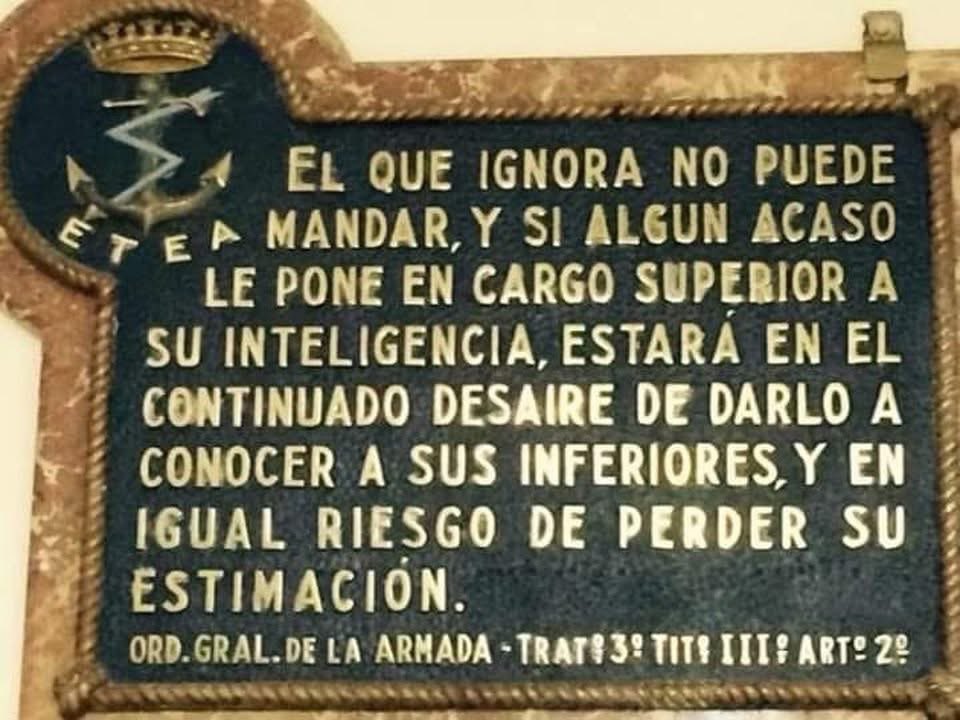 ETEA
EL QUE IGNORA NO PUEDE
MANDAR, Y SI ALGUN ACASO
LE PONE EN CARGO SUPERIOR A
SU INTELIGENCIA, ESTARÁ EN EL
CONTINUADO DESAIRE DE DARLO A
CONOCER A SUS INFERIORES, Y EN
IGUAL RIESGO DE PERDER SU
ESTIMACIÓN.
ORD. GRAL. DE LA ARMADA - TRATº 3º TITº IIIº ARTº 2º